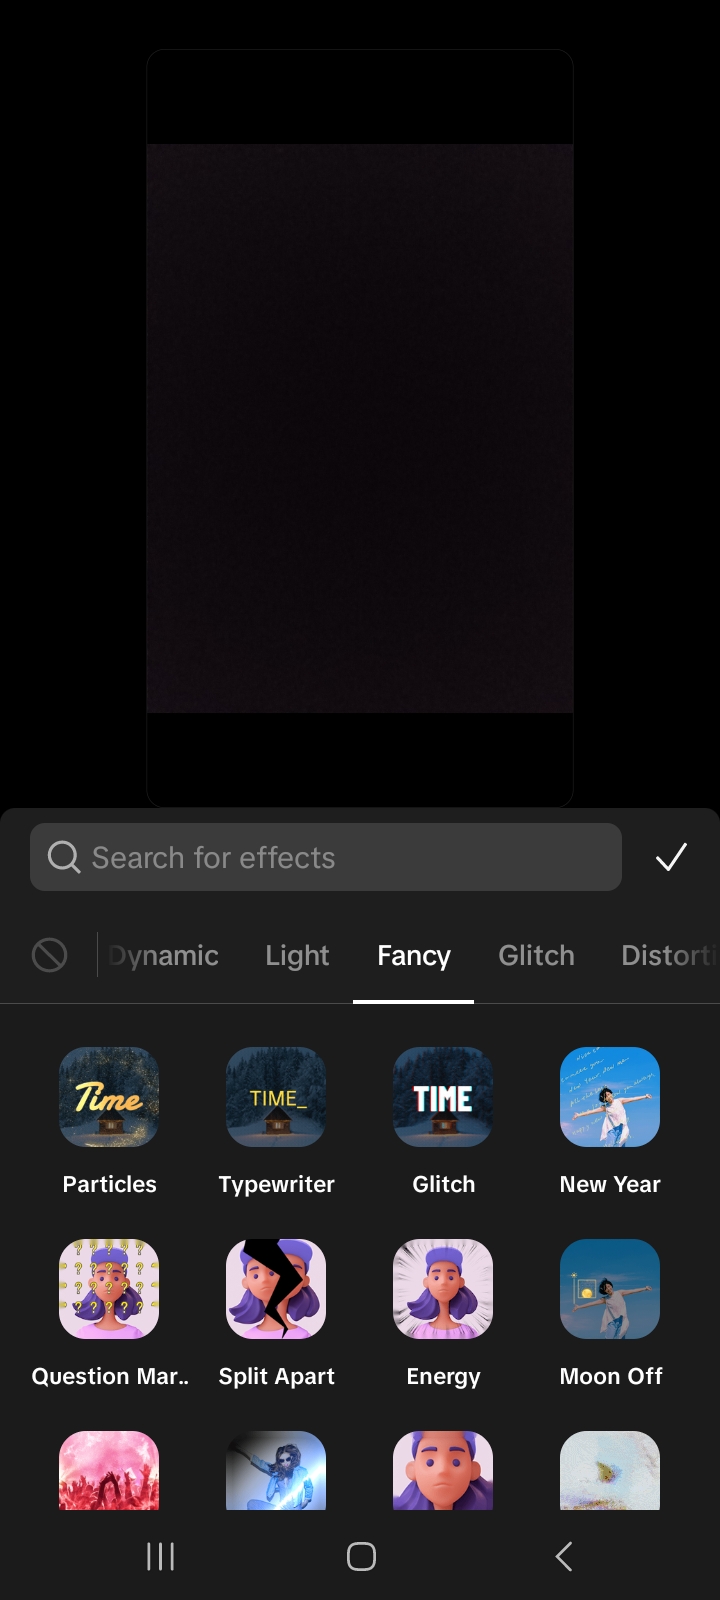 Search for effects
Dynamic Light Fancy Glitch Distorti
Time TIME_ TIME
Particles Typewriter Glitch New Year
Question Mar.. Split Apart Energy Moon Off